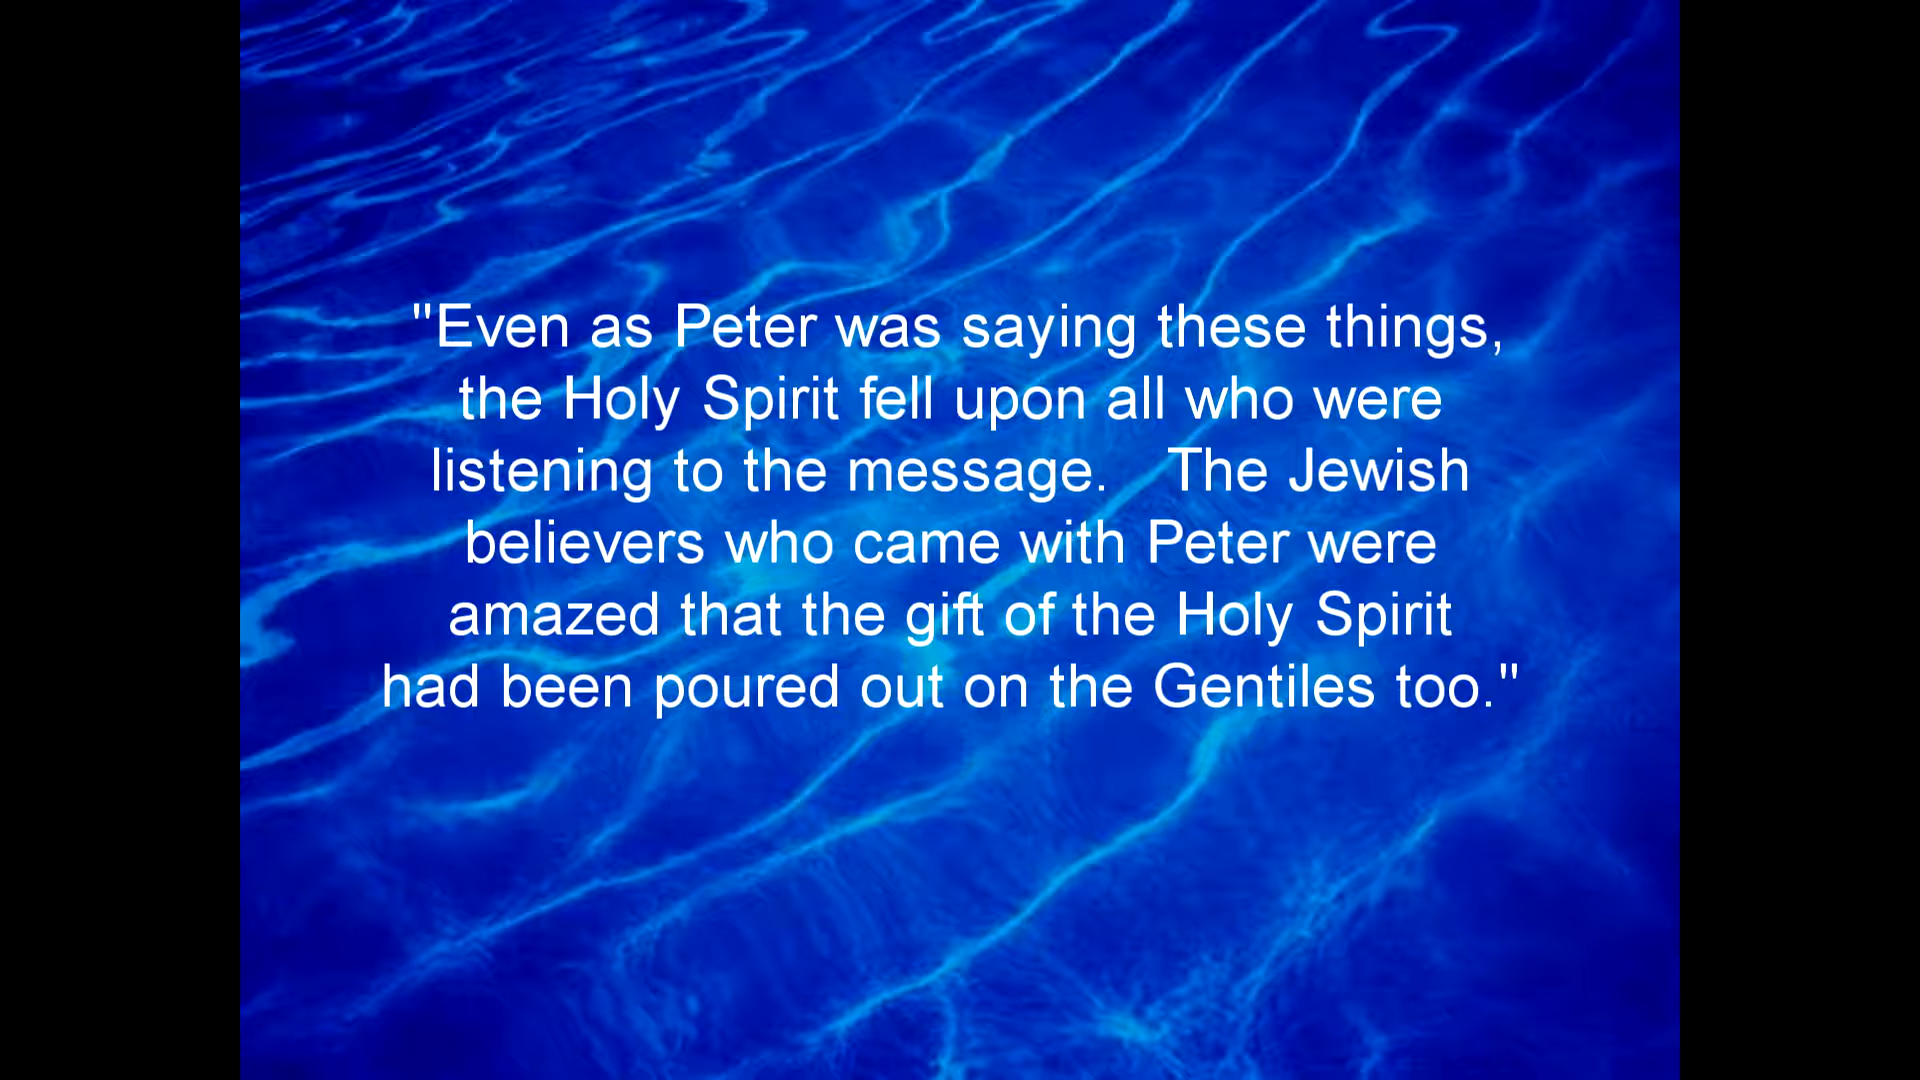 "Even as Peter was saying these things,
the Holy Spirit fell upon all who were
listening to the message.   The Jewish
believers who came with Peter were
amazed that the gift of the Holy Spirit
had been poured out on the Gentiles too."